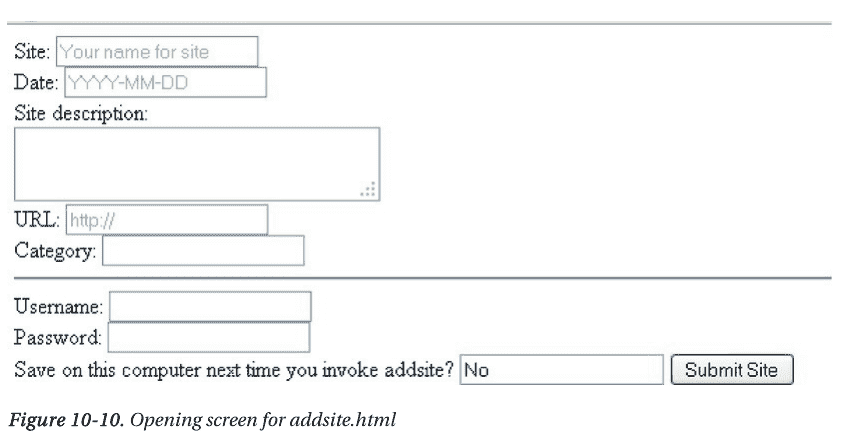 Site: Your name for site
Date: YYYY-MM-DD
Site description:
URL: http://
Category:
Username:
Password:
Save on this computer next time you invoke addsite? No Submit Site
Figure 10-10. Opening screen for addsite.html